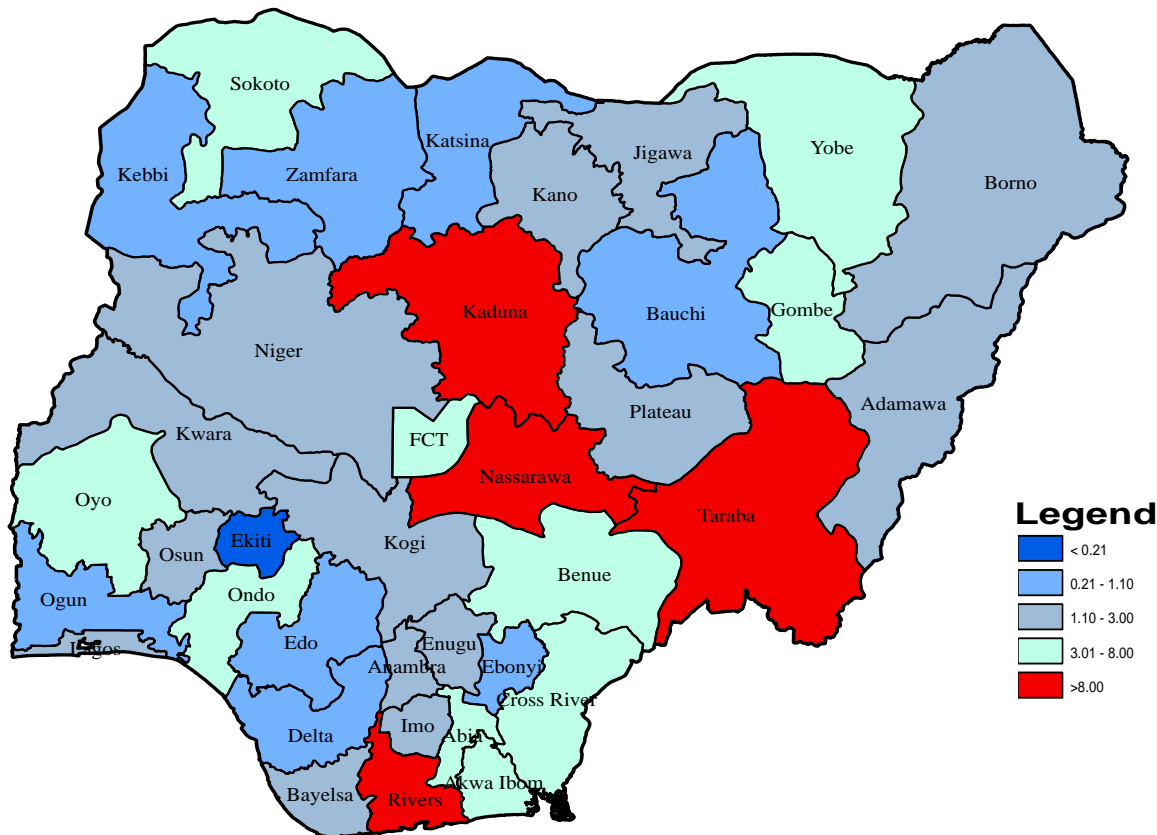 Sokoto
Yobe
Katsina
Jigawa
Kebbi
Zamfara
Borno
Kano
Kaduna
Bauchi
Gombe
Niger
Adamawa
Plateau
Kwara
FCT
Nassarawa
Oyo
Taraba
Legend
Ekiti
Kogi
< 0.21
Osun
Benue
0.21 - 1.10
Ogun
Ondo
1.10 - 3.00
Edo
Enugu
Lagos
3.01 - 8.00
Anambra
Ebonyi
>8.00
Cross River
Imo
Delta
Abia
Akwa Ibom
Bayelsa
Rivers